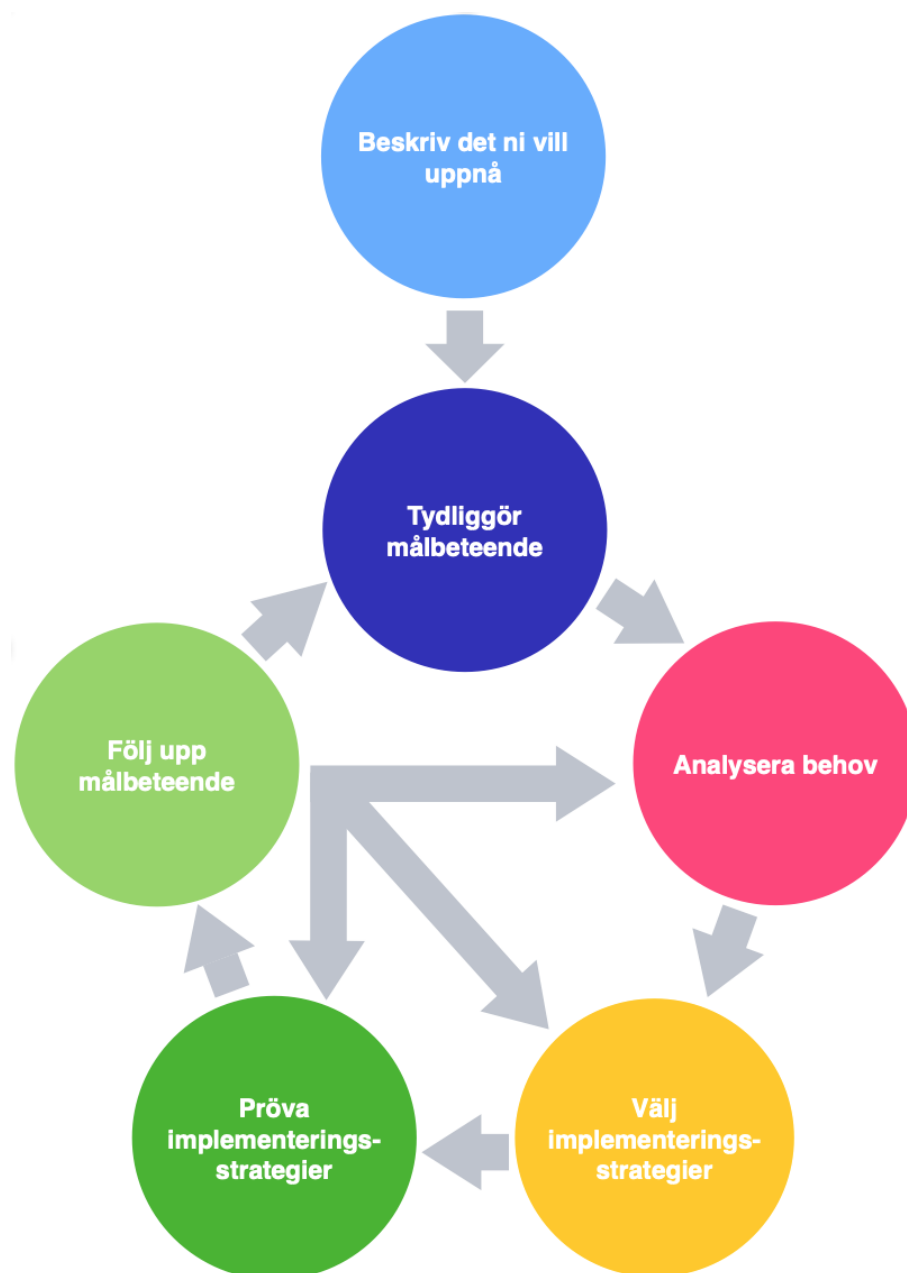 Beskriv det ni vill
uppnå
Tydliggör
målbeteende
Analysera behov
Välj
implementerings-
strategier
Pröva
implementerings-
strategier
Följ upp
målbeteende